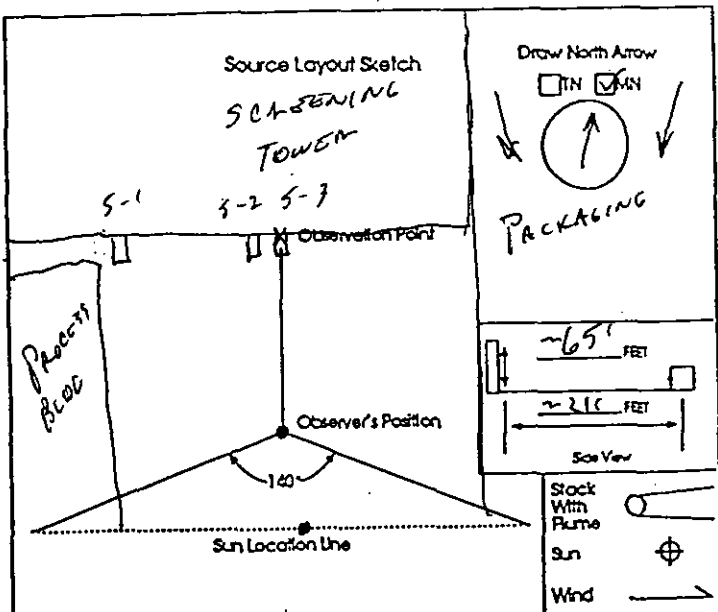 Source Layout Sketch
SCREENING
TOWER
S-1
S-2 S-3
Observation Point
PROCESS
BLDG
Observer's Position
140
Sun Location Line
Draw North Arrow
TN MN
PACKAGING
~65' FEET
FEET
Side View
Stack
With
Plume
Sun
Wind